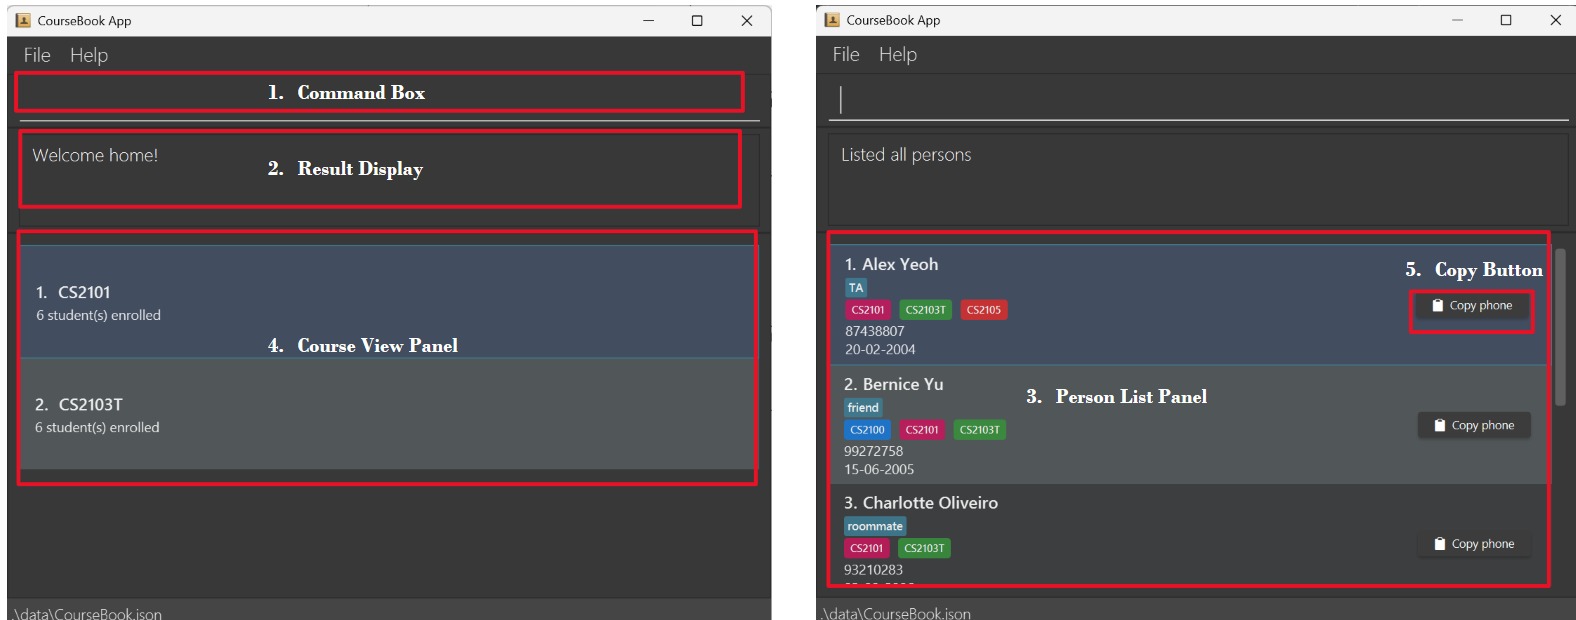 CourseBook App
File Help
1. Command Box
Welcome home!
2. Result Display
1. CS2101
6 student(s) enrolled
4. Course View Panel
2. CS2103T
6 student(s) enrolled
.\data\CourseBook.json
CourseBook App
File Help
Listed all persons
1. Alex Yeoh
5. Copy Button
TA
CS2101 CS2103T CS2105
Copy phone
87438807
20-02-2004
2. Bernice Yu
3. Person List Panel
friend
CS2100 CS2101 CS2103T
Copy phone
99272758
15-06-2005
3. Charlotte Oliveiro
roommate
CS2101 CS2103T
Copy phone
93210283
.\data\CourseBook.json